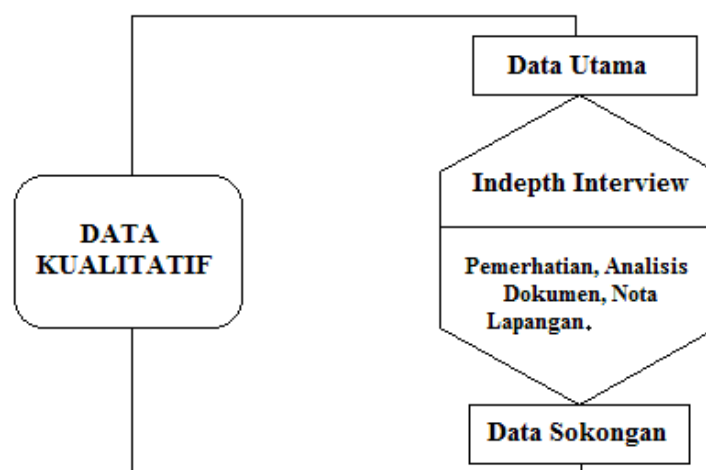 Data Utama
Indepth Interview
DATA
KUALITATIF
Pemerhatian, Analisis
Dokumen, Nota
Lapangan.
Data Sokongan